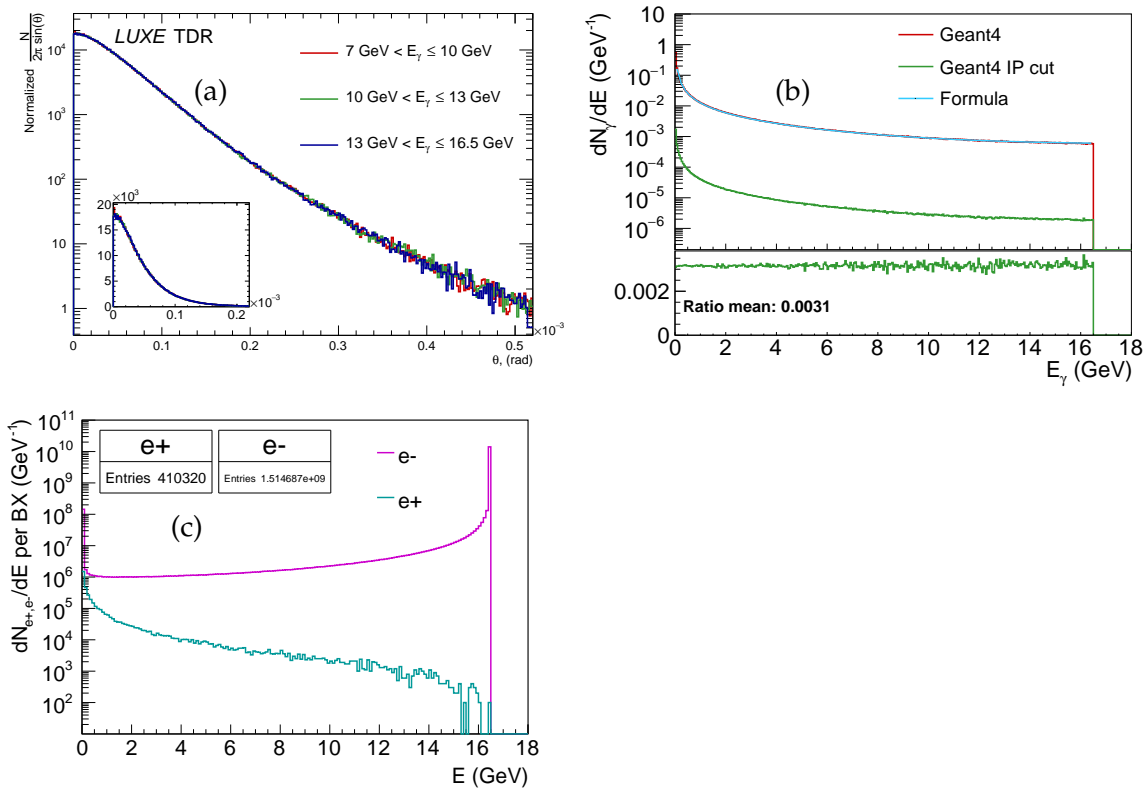 LUXE TDR
(a)
Normalized N / 2π sin(θ)
7 GeV < Eγ ≤ 10 GeV
10 GeV < Eγ ≤ 13 GeV
13 GeV < Eγ ≤ 16.5 GeV
10⁴
10³
10²
10
1
×10³
20
15
10
5
0
0 0.1 0.2
×10⁻³
0 0.1 0.2 0.3 0.4 0.5
×10⁻³
θ, (rad)
dNγ/dE (GeV⁻¹)
(b)
Geant4
Geant4 IP cut
Formula
10
1
10⁻¹
10⁻²
10⁻³
10⁻⁴
10⁻⁵
10⁻⁶
0.002
0
Ratio mean: 0.0031
0 2 4 6 8 10 12 14 16 18
Eγ (GeV)
dNe+,e-/dE per BX (GeV⁻¹)
e+
Entries 410320
e-
Entries 1.514687e+09
(c)
e-
e+
10¹¹
10¹⁰
10⁹
10⁸
10⁷
10⁶
10⁵
10⁴
10³
10²
0 2 4 6 8 10 12 14 16 18
E (GeV)